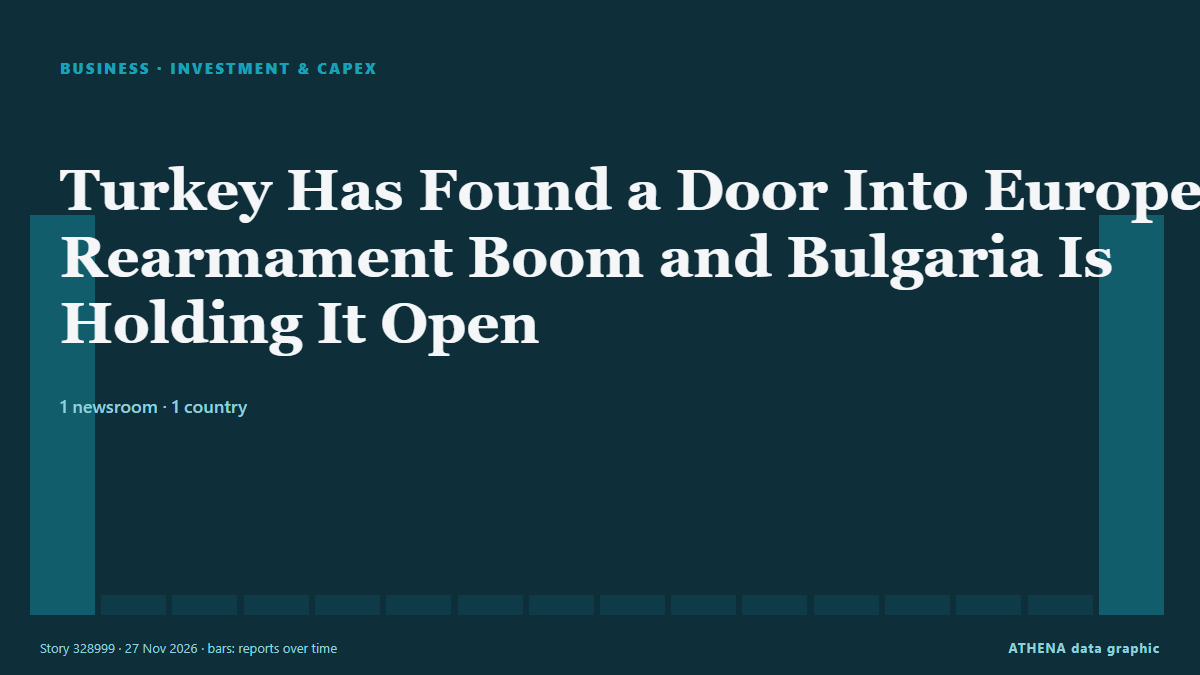 BUSINESS · INVESTMENT & CAPEX
Turkey Has Found a Door Into Europe
Rearmament Boom and Bulgaria Is
Holding It Open
1 newsroom · 1 country
Story 328999 · 27 Nov 2026 · bars: reports over time
ATHENA data graphic